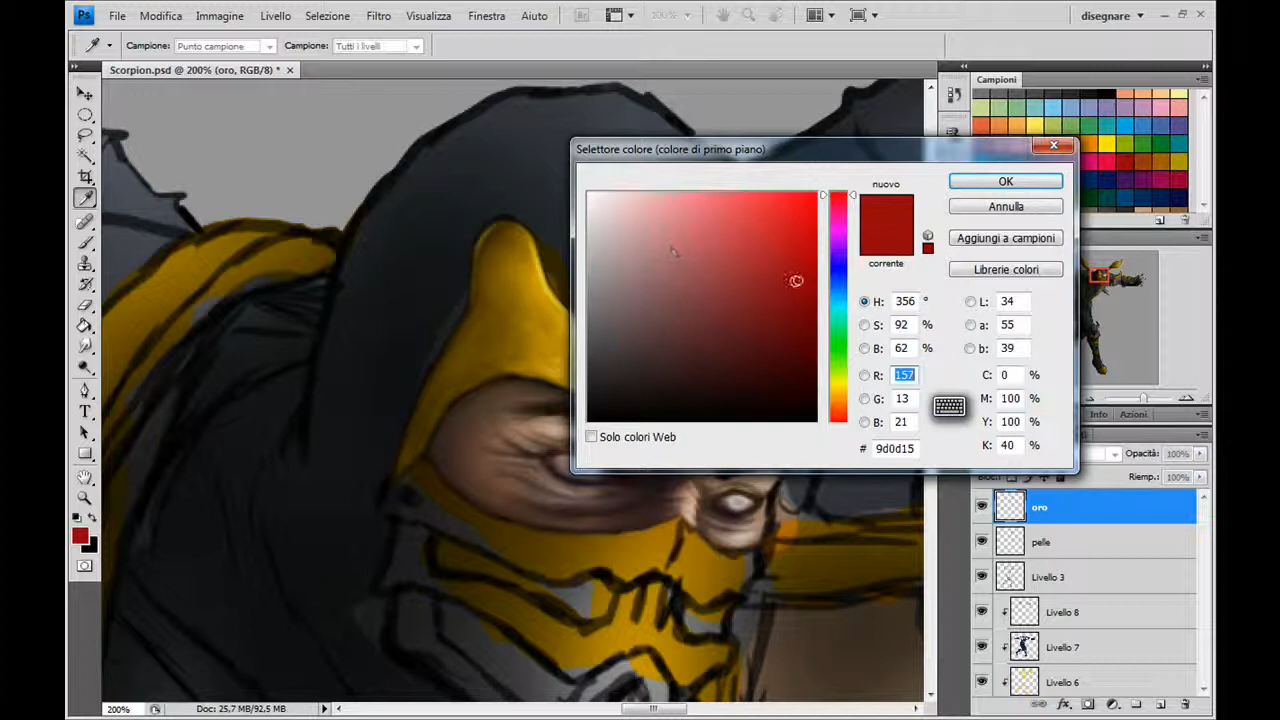 Ps File Modifica Immagine Livello Selezione Filtro Visualizza Finestra Aiuto Br 100% disegnare
Campione: Punto campione Campione: Tutti i livelli
Scorpion.psd @ 200% (oro, RGB/8) *
Campioni
Selettore colore (colore di primo piano)
nuovo
OK
Annulla
Aggiungi a campioni
corrente
Librerie colori
H: 356 ° L: 34
S: 92 % a: 55
B: 62 % b: 39
R: 157 C: 0 %
G: 13 M: 100 %
B: 21 Y: 100 %
Solo colori Web
# 9d0d15 K: 40 %
Info Azioni
Opacità: 100%
Riemp.: 100%
oro
pelle
Livello 3
Livello 8
Livello 7
Livello 6
200% Doc: 25,7 MB/92,5 MB